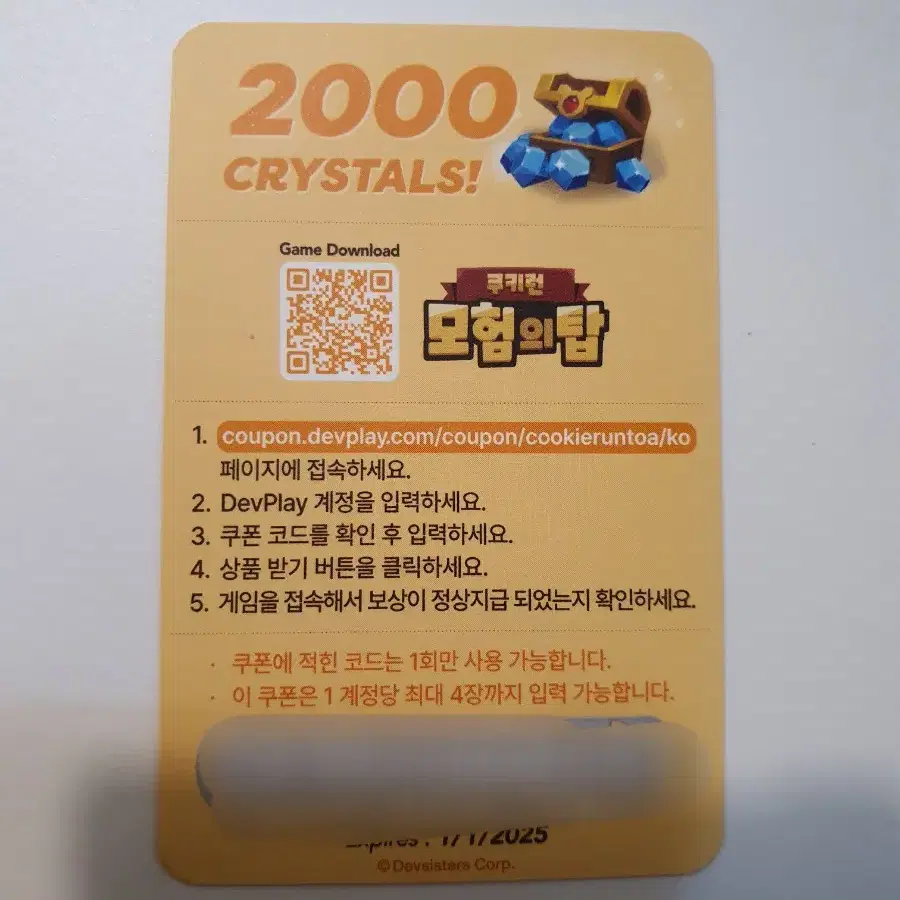 2000
CRYSTALS!
Game Download
쿠키런
모험의탑
1. coupon.devplay.com/coupon/cookieruntoa/ko
페이지에 접속하세요.
2. DevPlay 계정을 입력하세요.
3. 쿠폰 코드를 확인 후 입력하세요.
4. 상품 받기 버튼을 클릭하세요.
5. 게임을 접속해서 보상이 정상지급 되었는지 확인하세요.
· 쿠폰에 적힌 코드는 1회만 사용 가능합니다.
· 이 쿠폰은 1 계정당 최대 4장까지 입력 가능합니다.
Expires : 1/1/2025
© Devsisters Corp.